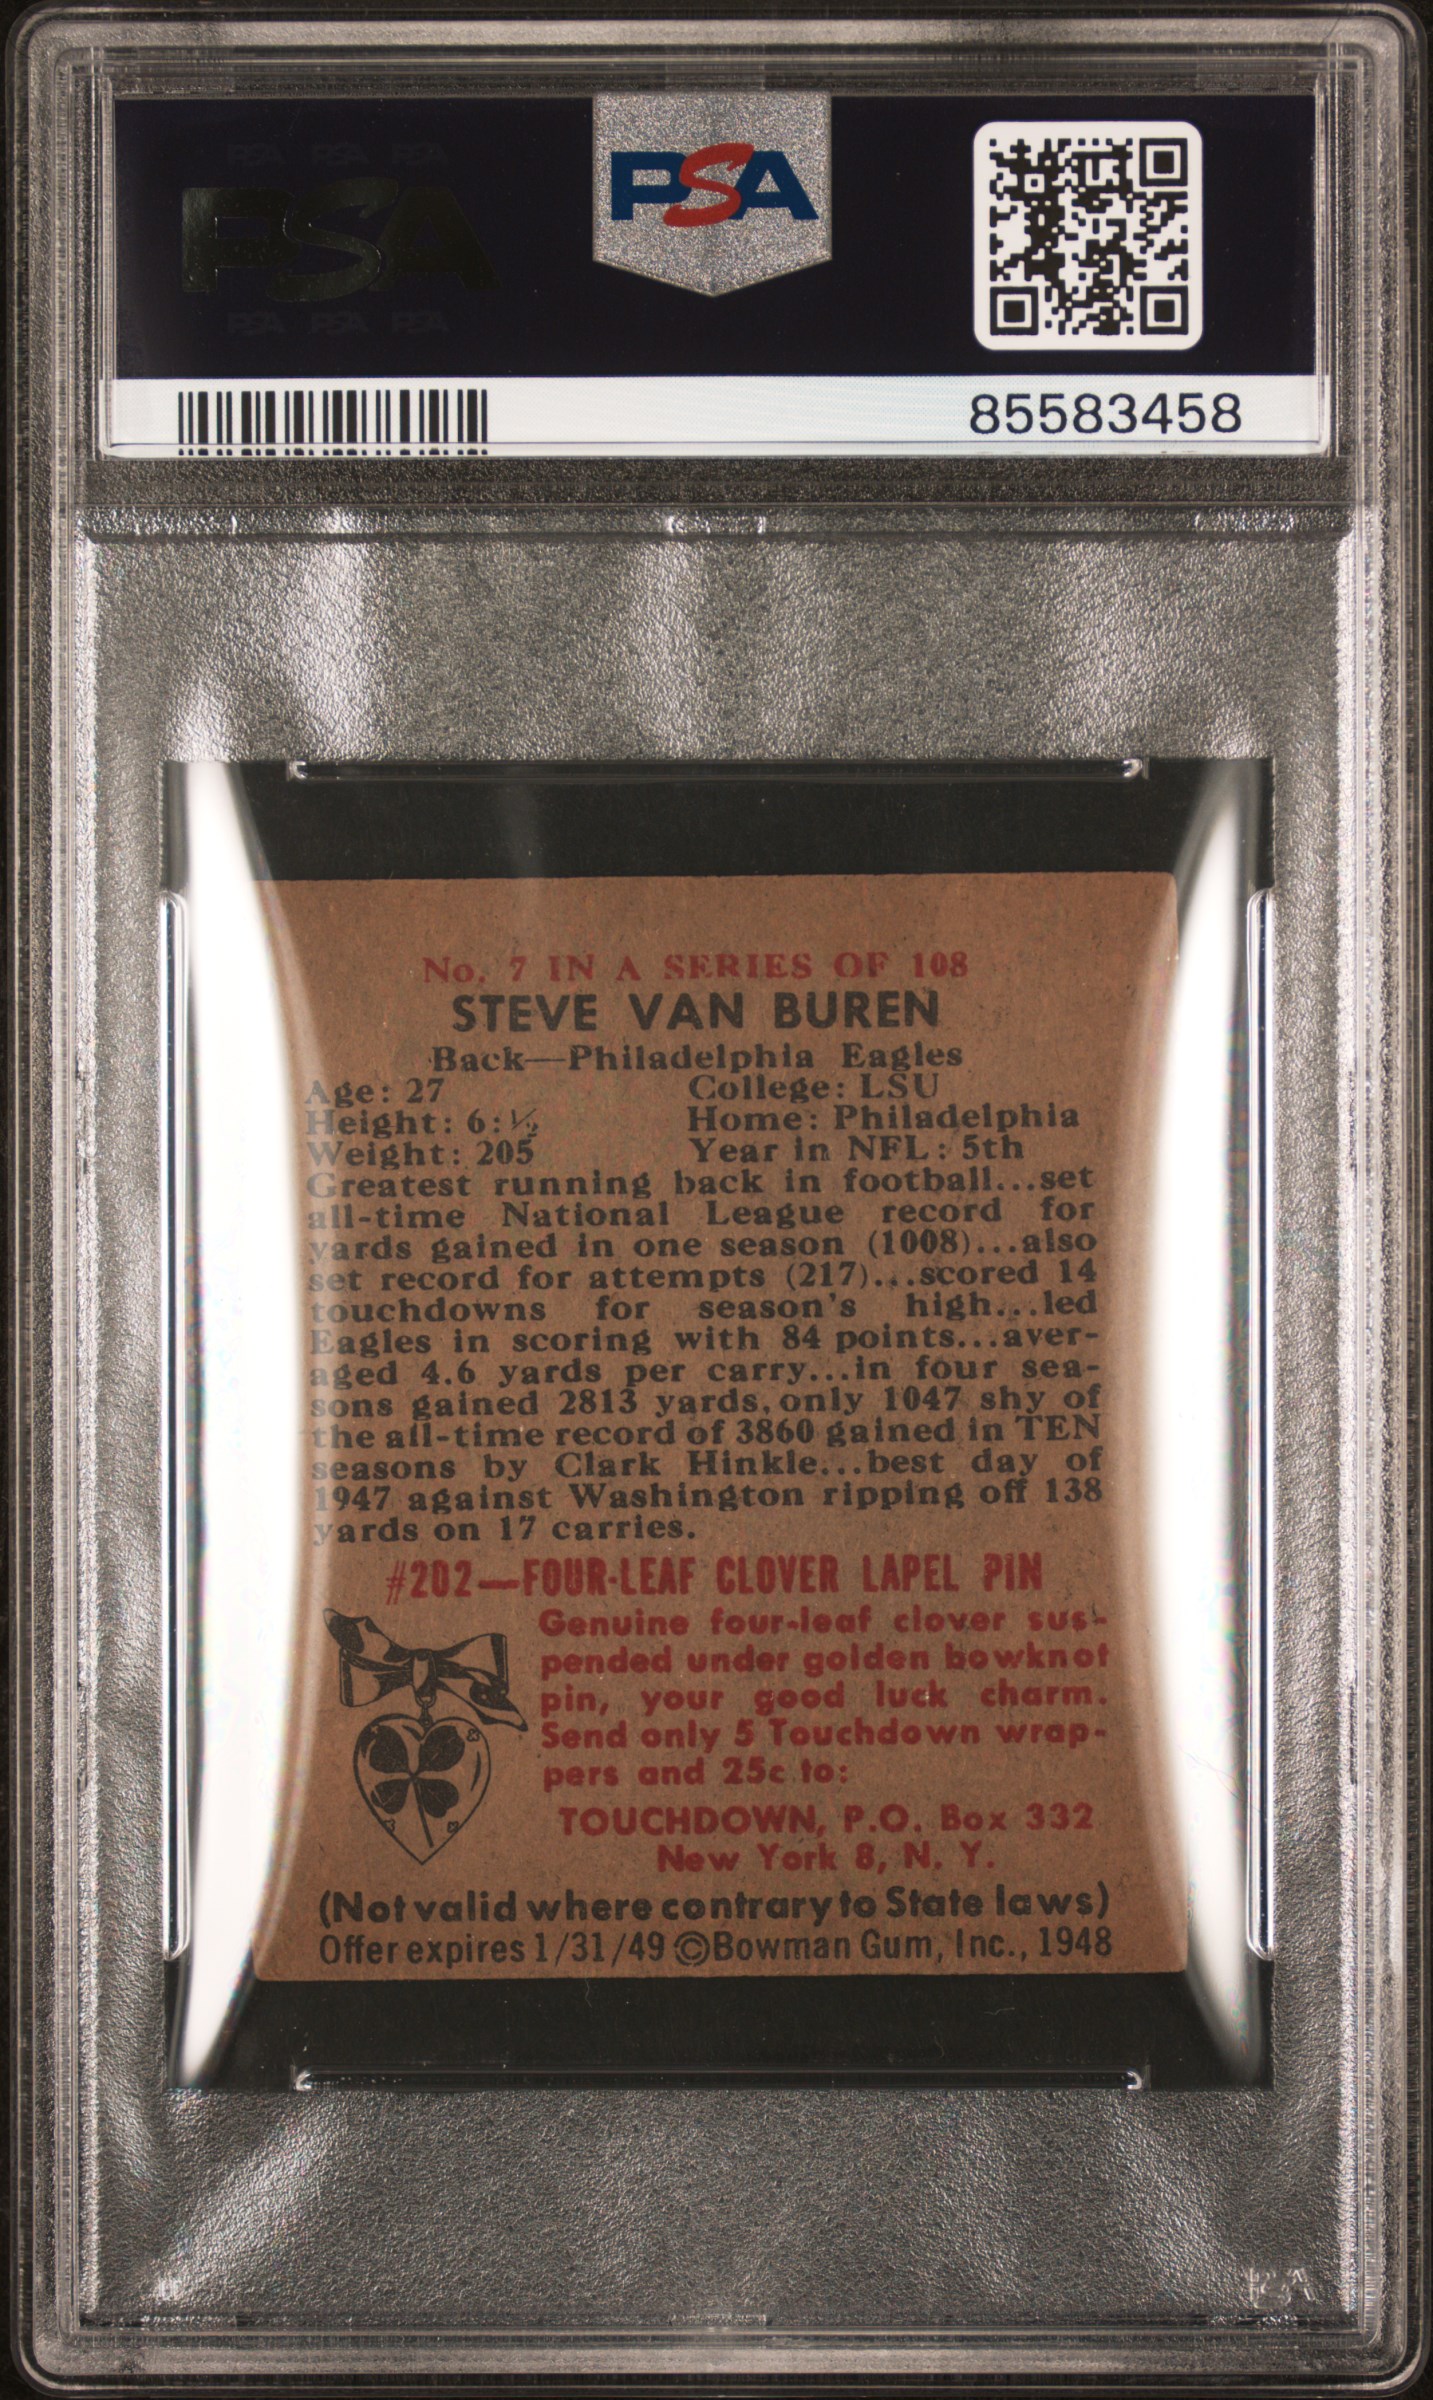 PSA
PSA PSA PSA
PSA
PSA PSA PSA
85583458
No. 7 IN A SERIES OF 108
STEVE VAN BUREN
Back—Philadelphia Eagles
Age: 27 College: LSU
Height: 6:½ Home: Philadelphia
Weight: 205 Year in NFL: 5th
Greatest running back in football...set
all-time National League record for
yards gained in one season (1008)...also
set record for attempts (217)...scored 14
touchdowns for season's high...led
Eagles in scoring with 84 points...aver-
aged 4.6 yards per carry...in four sea-
sons gained 2813 yards, only 1047 shy of
the all-time record of 3860 gained in TEN
seasons by Clark Hinkle...best day of
1947 against Washington ripping off 138
yards on 17 carries.
#202—FOUR-LEAF CLOVER LAPEL PIN
Genuine four-leaf clover sus-
pended under golden bowknot
pin, your good luck charm.
Send only 5 Touchdown wrap-
pers and 25c to:
TOUCHDOWN, P.O. Box 332
New York 8, N. Y.
(Not valid where contrary to State laws)
Offer expires 1/31/49 ©Bowman Gum, Inc., 1948
PSA